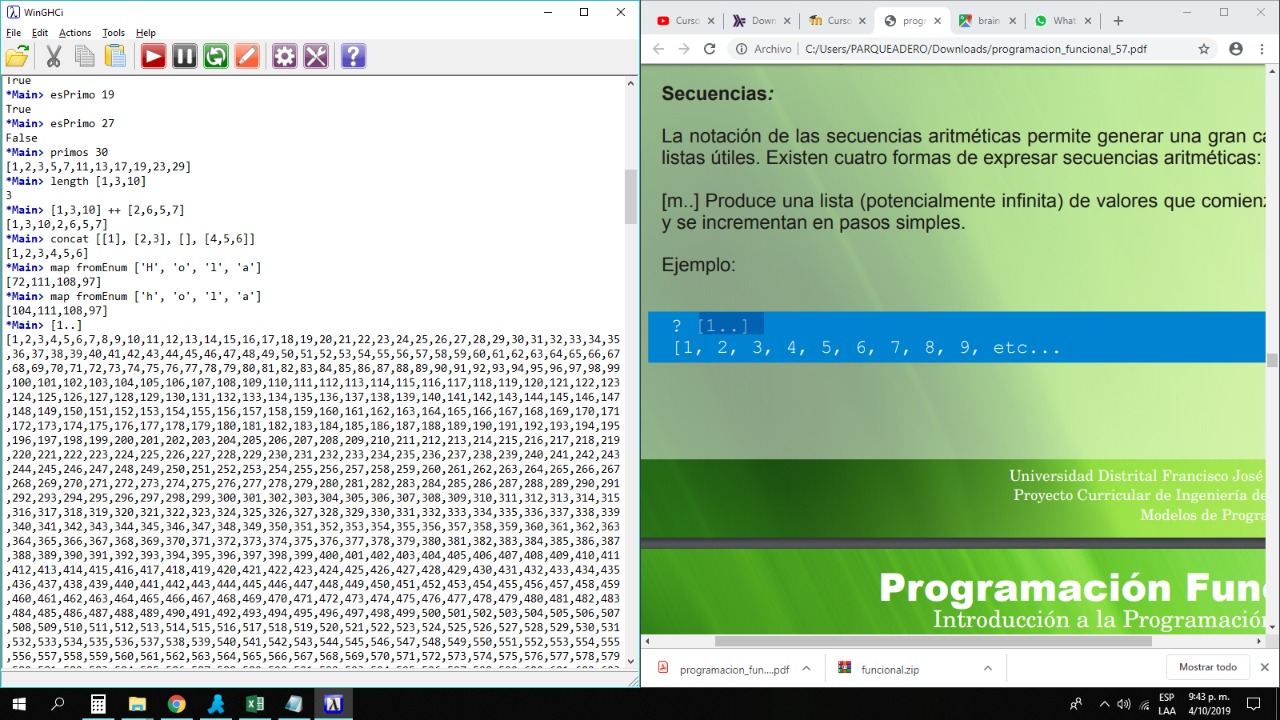 WinGHCi
File Edit Actions Tools Help
True
*Main> esPrimo 19
True
*Main> esPrimo 27
False
*Main> primos 30
[1,2,3,5,7,11,13,17,19,23,29]
*Main> length [1,3,10]
3
*Main> [1,3,10] ++ [2,6,5,7]
[1,3,10,2,6,5,7]
*Main> concat [[1], [2,3], [], [4,5,6]]
[1,2,3,4,5,6]
*Main> map fromEnum ['H', 'o', 'l', 'a']
[72,111,108,97]
*Main> map fromEnum ['h', 'o', 'l', 'a']
[104,111,108,97]
*Main> [1..]
[1,2,3,4,5,6,7,8,9,10,11,12,13,14,15,16,17,18,19,20,21,22,23,24,25,26,27,28,29,30,31,32,33,34,35
,36,37,38,39,40,41,42,43,44,45,46,47,48,49,50,51,52,53,54,55,56,57,58,59,60,61,62,63,64,65,66,67
,68,69,70,71,72,73,74,75,76,77,78,79,80,81,82,83,84,85,86,87,88,89,90,91,92,93,94,95,96,97,98,99
,100,101,102,103,104,105,106,107,108,109,110,111,112,113,114,115,116,117,118,119,120,121,122,123
,124,125,126,127,128,129,130,131,132,133,134,135,136,137,138,139,140,141,142,143,144,145,146,147
,148,149,150,151,152,153,154,155,156,157,158,159,160,161,162,163,164,165,166,167,168,169,170,171
,172,173,174,175,176,177,178,179,180,181,182,183,184,185,186,187,188,189,190,191,192,193,194,195
,196,197,198,199,200,201,202,203,204,205,206,207,208,209,210,211,212,213,214,215,216,217,218,219
,220,221,222,223,224,225,226,227,228,229,230,231,232,233,234,235,236,237,238,239,240,241,242,243
,244,245,246,247,248,249,250,251,252,253,254,255,256,257,258,259,260,261,262,263,264,265,266,267
,268,269,270,271,272,273,274,275,276,277,278,279,280,281,282,283,284,285,286,287,288,289,290,291
,292,293,294,295,296,297,298,299,300,301,302,303,304,305,306,307,308,309,310,311,312,313,314,315
,316,317,318,319,320,321,322,323,324,325,326,327,328,329,330,331,332,333,334,335,336,337,338,339
,340,341,342,343,344,345,346,347,348,349,350,351,352,353,354,355,356,357,358,359,360,361,362,363
,364,365,366,367,368,369,370,371,372,373,374,375,376,377,378,379,380,381,382,383,384,385,386,387
,388,389,390,391,392,393,394,395,396,397,398,399,400,401,402,403,404,405,406,407,408,409,410,411
,412,413,414,415,416,417,418,419,420,421,422,423,424,425,426,427,428,429,430,431,432,433,434,435
,436,437,438,439,440,441,442,443,444,445,446,447,448,449,450,451,452,453,454,455,456,457,458,459
,460,461,462,463,464,465,466,467,468,469,470,471,472,473,474,475,476,477,478,479,480,481,482,483
,484,485,486,487,488,489,490,491,492,493,494,495,496,497,498,499,500,501,502,503,504,505,506,507
,508,509,510,511,512,513,514,515,516,517,518,519,520,521,522,523,524,525,526,527,528,529,530,531
,532,533,534,535,536,537,538,539,540,541,542,543,544,545,546,547,548,549,550,551,552,553,554,555
,556,557,558,559,560,561,562,563,564,565,566,567,568,569,570,571,572,573,574,575,576,577,578,579
Curso Down Curso progr brain What
Archivo C:/Users/PARQUEADERO/Downloads/programacion_funcional_57.pdf
Secuencias:
La notación de las secuencias aritméticas permite generar una gran ca
listas útiles. Existen cuatro formas de expresar secuencias aritméticas:
[m..] Produce una lista (potencialmente infinita) de valores que comienz
y se incrementan en pasos simples.
Ejemplo:
? [1..]
[1, 2, 3, 4, 5, 6, 7, 8, 9, etc...
Universidad Distrital Francisco José
Proyecto Curricular de Ingeniería de
Modelos de Progra
Programación Fun
Introducción a la Programación
programacion_fun....pdf
funcional.zip
Mostrar todo
ESP
LAA
9:43 p. m.
4/10/2019